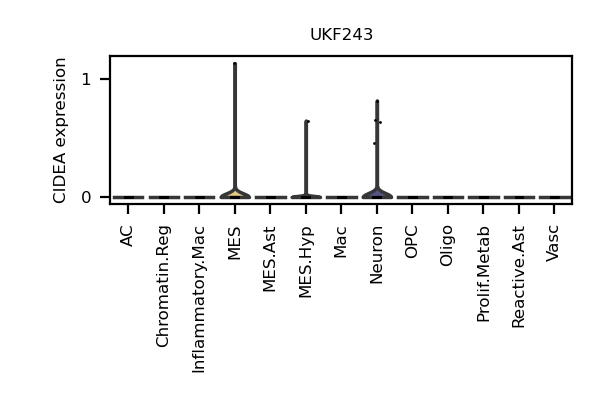 UKF243
CIDEA expression
1
0
AC
Chromatin.Reg
Inflammatory.Mac
MES
MES.Ast
MES.Hyp
Mac
Neuron
OPC
Oligo
Prolif.Metab
Reactive.Ast
Vasc